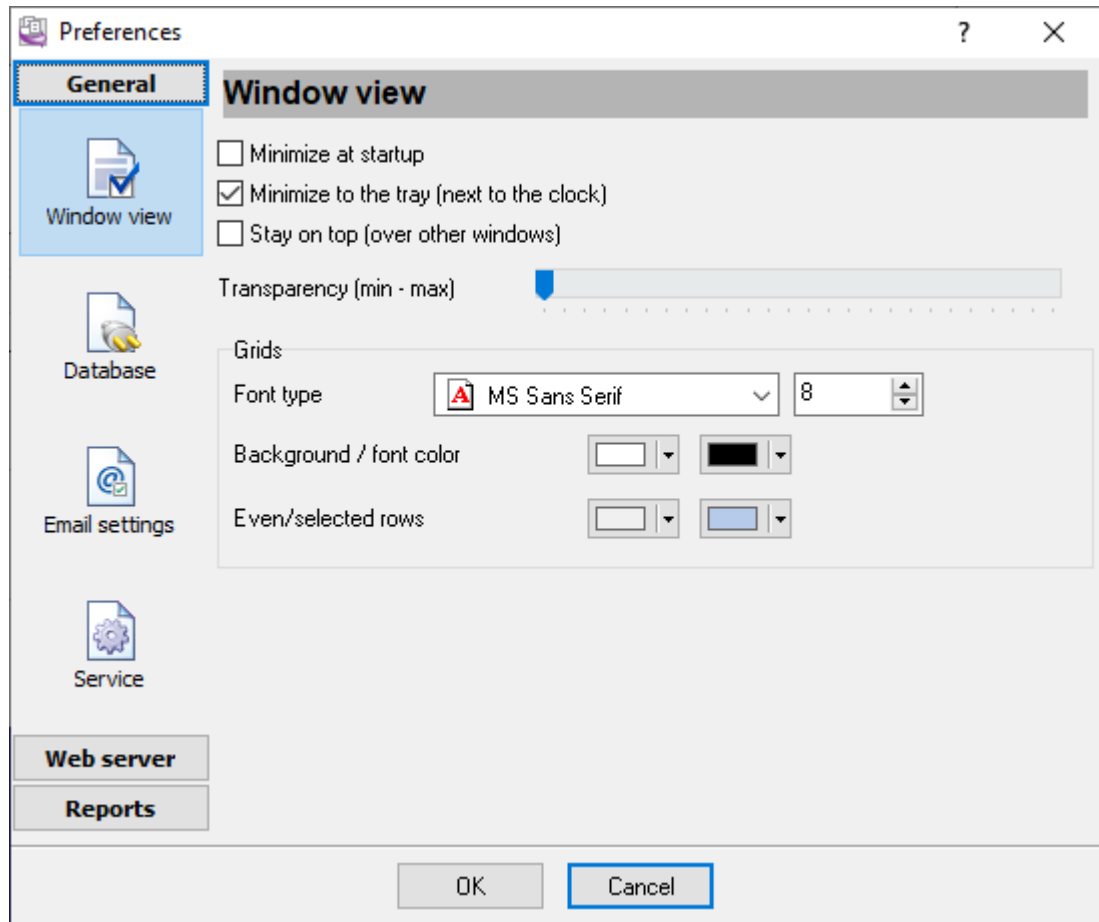 Preferences
?
General
Window view
Database
Email settings
Service
Web server
Reports
Window view
Minimize at startup
Minimize to the tray (next to the clock)
Stay on top (over other windows)
Transparency (min - max)
Grids
Font type
A MS Sans Serif
8
Background / font color
Even/selected rows
OK
Cancel